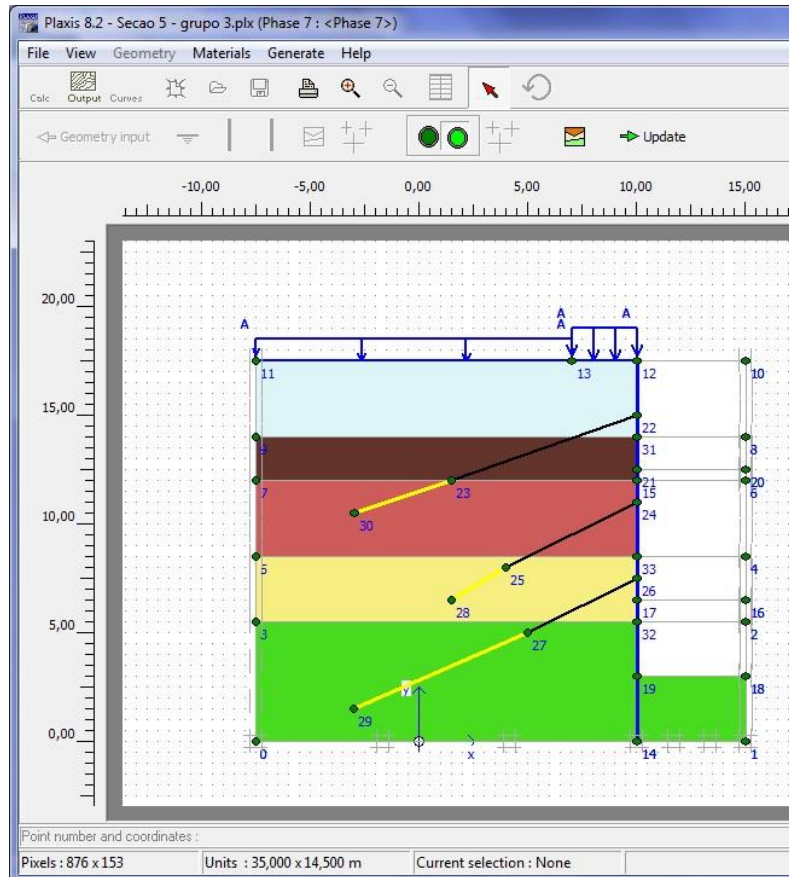 Plaxis 8.2 - Secao 5 - grupo 3.plx (Phase 7 : <Phase 7>)
File View Geometry Materials Generate Help
Calc Output Curves
Geometry input Update
-10,00 -5,00 0,00 5,00 10,00 15,00
20,00
A A A
A
11 13 12 10
15,00
22
9 31 8
21 20
7 23 15 6
24
10,00
30
5 25 33 4
26
28 17 16
5,00
3 27 32 2
19 18
y
29
0,00
0 x 14 1
Point number and coordinates :
Pixels : 876 x 153 Units : 35,000 x 14,500 m Current selection : None